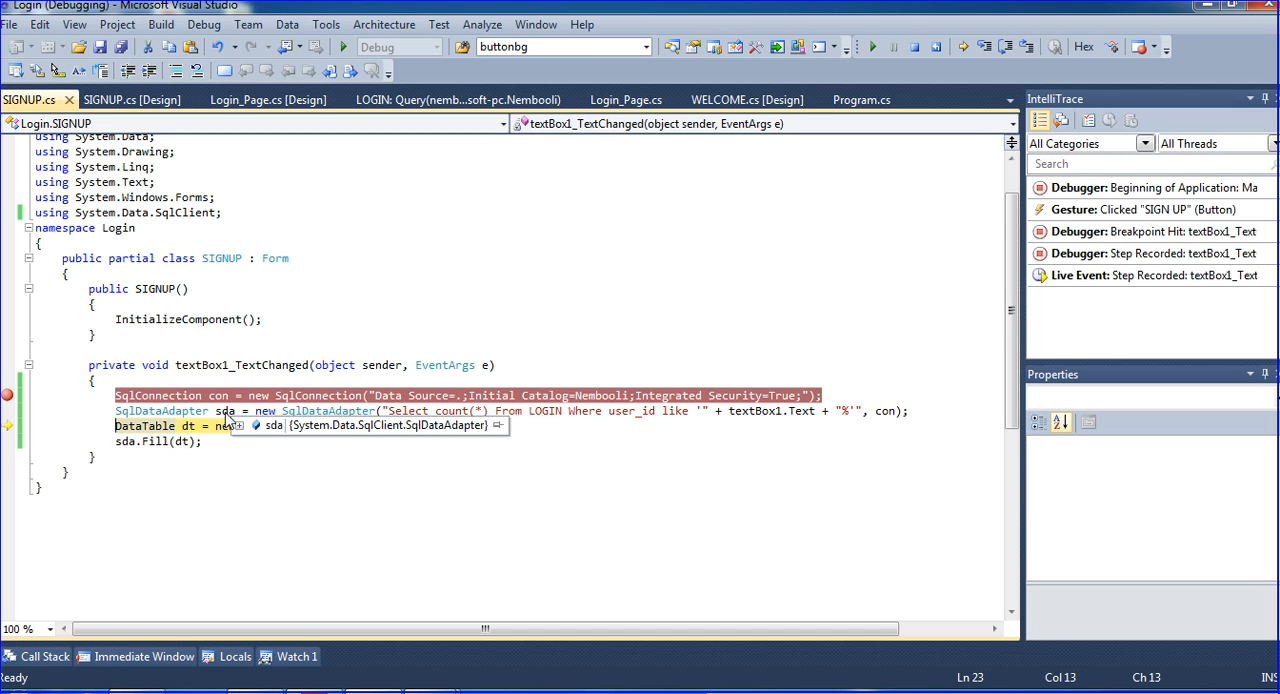 Login (Debugging) - Microsoft Visual Studio
File Edit View Project Build Debug Team Data Tools Architecture Test Analyze Window Help
Debug buttonbg Hex
SIGNUP.cs SIGNUP.cs [Design] Login_Page.cs [Design] LOGIN: Query(nemb...soft-pc.Nembooli) Login_Page.cs WELCOME.cs [Design] Program.cs
Login.SIGNUP textBox1_TextChanged(object sender, EventArgs e)
using System.Data;
using System.Drawing;
using System.Linq;
using System.Text;
using System.Windows.Forms;
using System.Data.SqlClient;
namespace Login
{
public partial class SIGNUP : Form
{
public SIGNUP()
{
InitializeComponent();
}
private void textBox1_TextChanged(object sender, EventArgs e)
{
SqlConnection con = new SqlConnection("Data Source=.;Initial Catalog=Nembooli;Integrated Security=True;");
SqlDataAdapter sda = new SqlDataAdapter("Select count(*) From LOGIN Where user_id like '" + textBox1.Text + "%'", con);
DataTable dt = new
sda {System.Data.SqlClient.SqlDataAdapter}
sda.Fill(dt);
}
}
}
100 %
IntelliTrace
All Categories All Threads
Search
Debugger: Beginning of Application: Ma
Gesture: Clicked "SIGN UP" (Button)
Debugger: Breakpoint Hit: textBox1_Text
Debugger: Step Recorded: textBox1_Text
Live Event: Step Recorded: textBox1_Text
Properties
Call Stack Immediate Window Locals Watch 1
Ready Ln 23 Col 13 Ch 13 INS